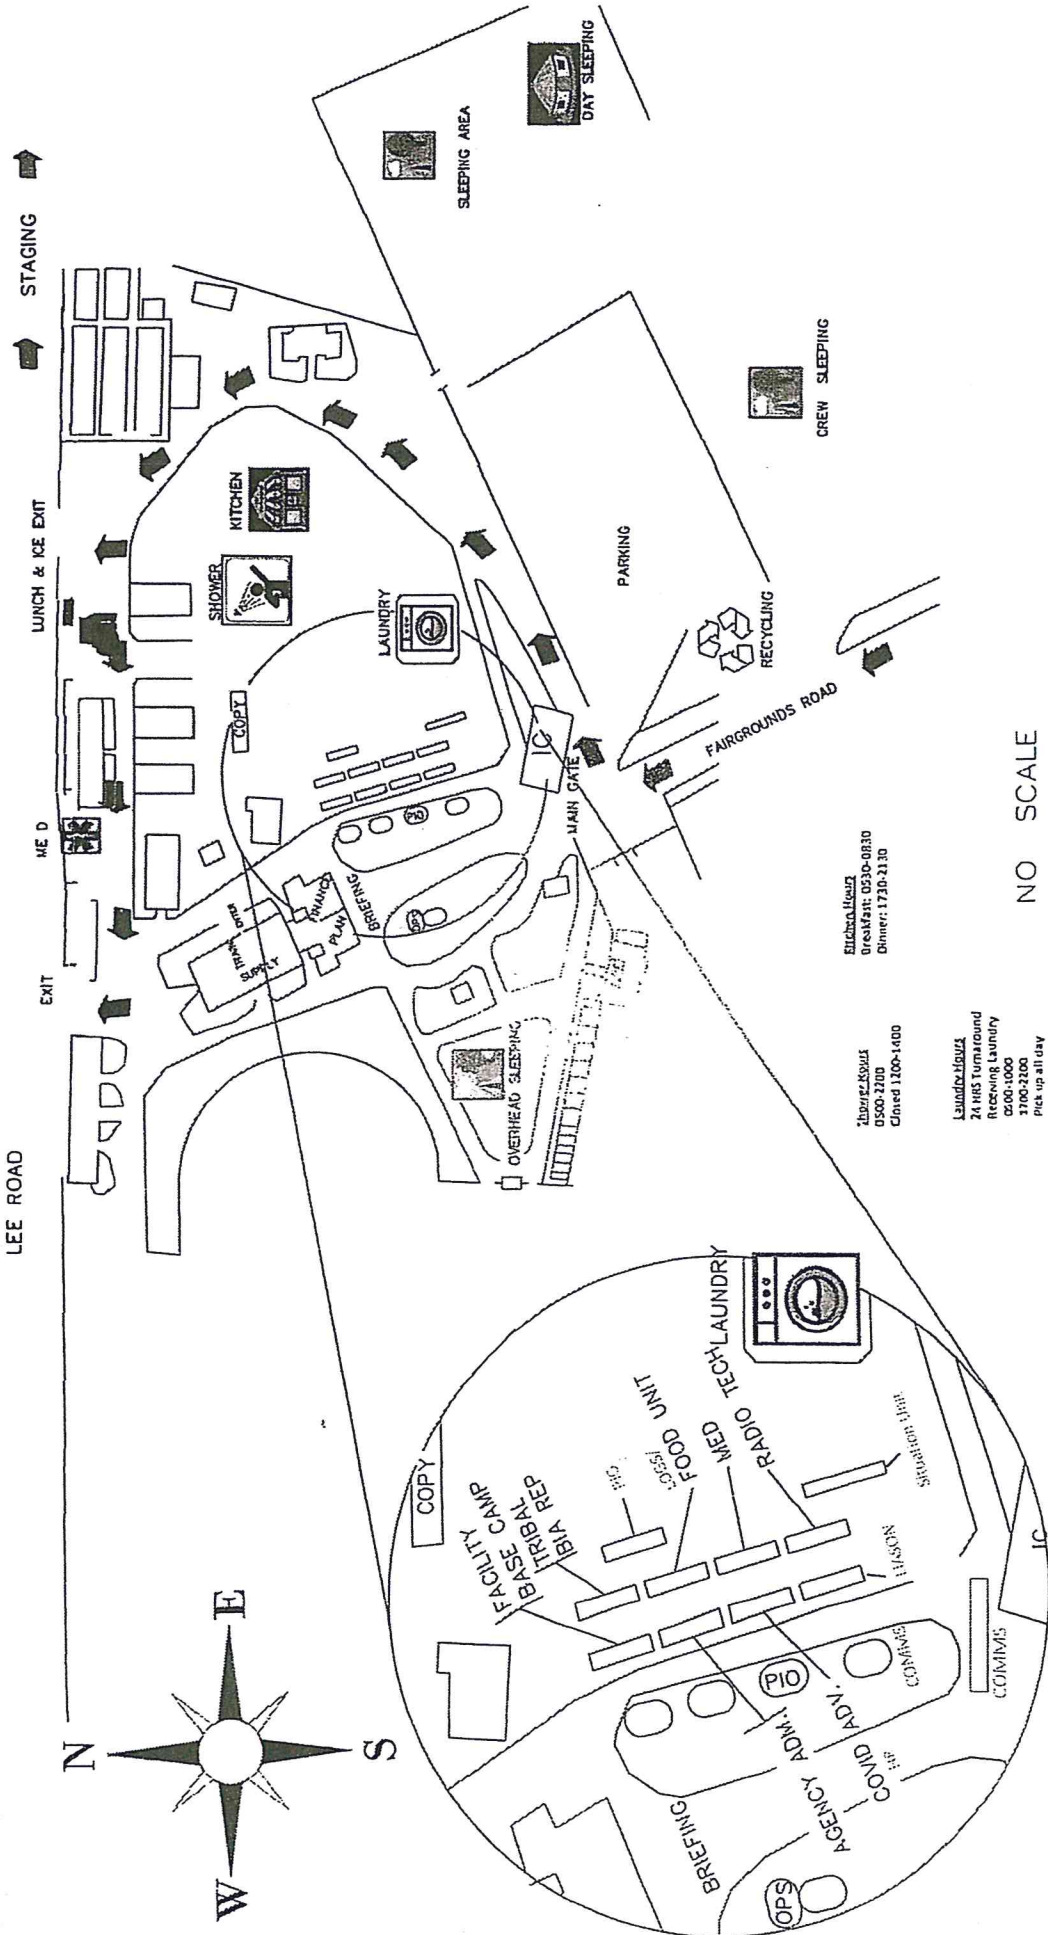 LEE ROAD
EXIT
MED
LUNCH & ICE EXIT
STAGING
COPY
SHOWER
KITCHEN
LAUNDRY
SUPPLY
FINANCE
PLAN
BRIEFING
PIO
OPS
IC
MAIN GATE
OVERHEAD SLEEPING
SLEEPING AREA
DAY SLEEPING
CREW SLEEPING
PARKING
RECYCLING
FAIRGROUNDS ROAD
N
W
E
S
COPY
FACILITY
BASE CAMP
TRIBAL
BIA REP
FOOD UNIT
MED
RADIO TECH
LAUNDRY
Situation Unit
LIAISON
BRIEFING
OPS
PIO
AGENCY ADM.
COVID ADV.
COMMS
COMMS
IC
Shower Hours
0500-2200
Closed 1200-1400
Kitchen Hours
Breakfast: 0530-0830
Dinner: 1730-2130
Laundry Hours
24 HRS Turnaround
Receiving Laundry
0500-1000
1700-2200
Pick up all day
NO SCALE